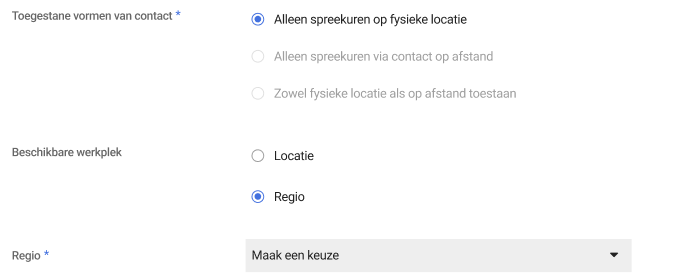 Toegestane vormen van contact *
Alleen spreekuren op fysieke locatie
Alleen spreekuren via contact op afstand
Zowel fysieke locatie als op afstand toestaan
Beschikbare werkplek
Locatie
Regio
Regio *
Maak een keuze